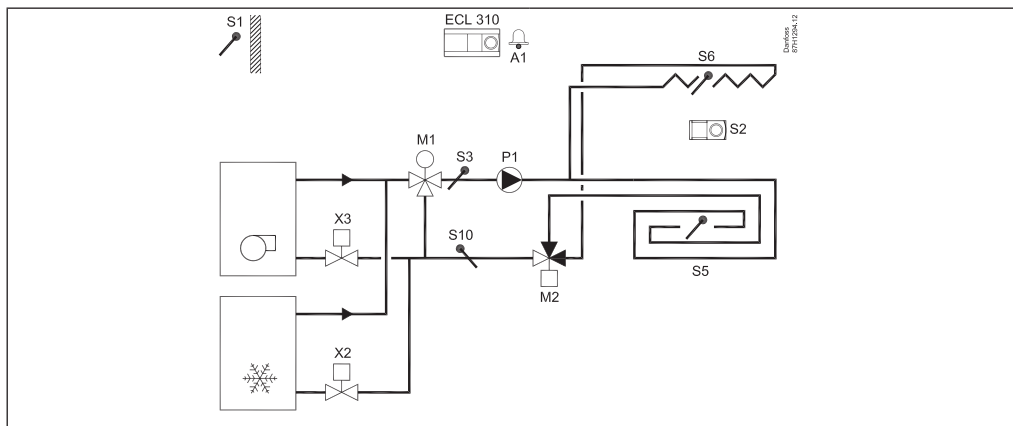 S1
ECL 310
A1
Danfoss
87H1294.12
S6
S2
M1
S3
P1
X3
S10
M2
S5
X2